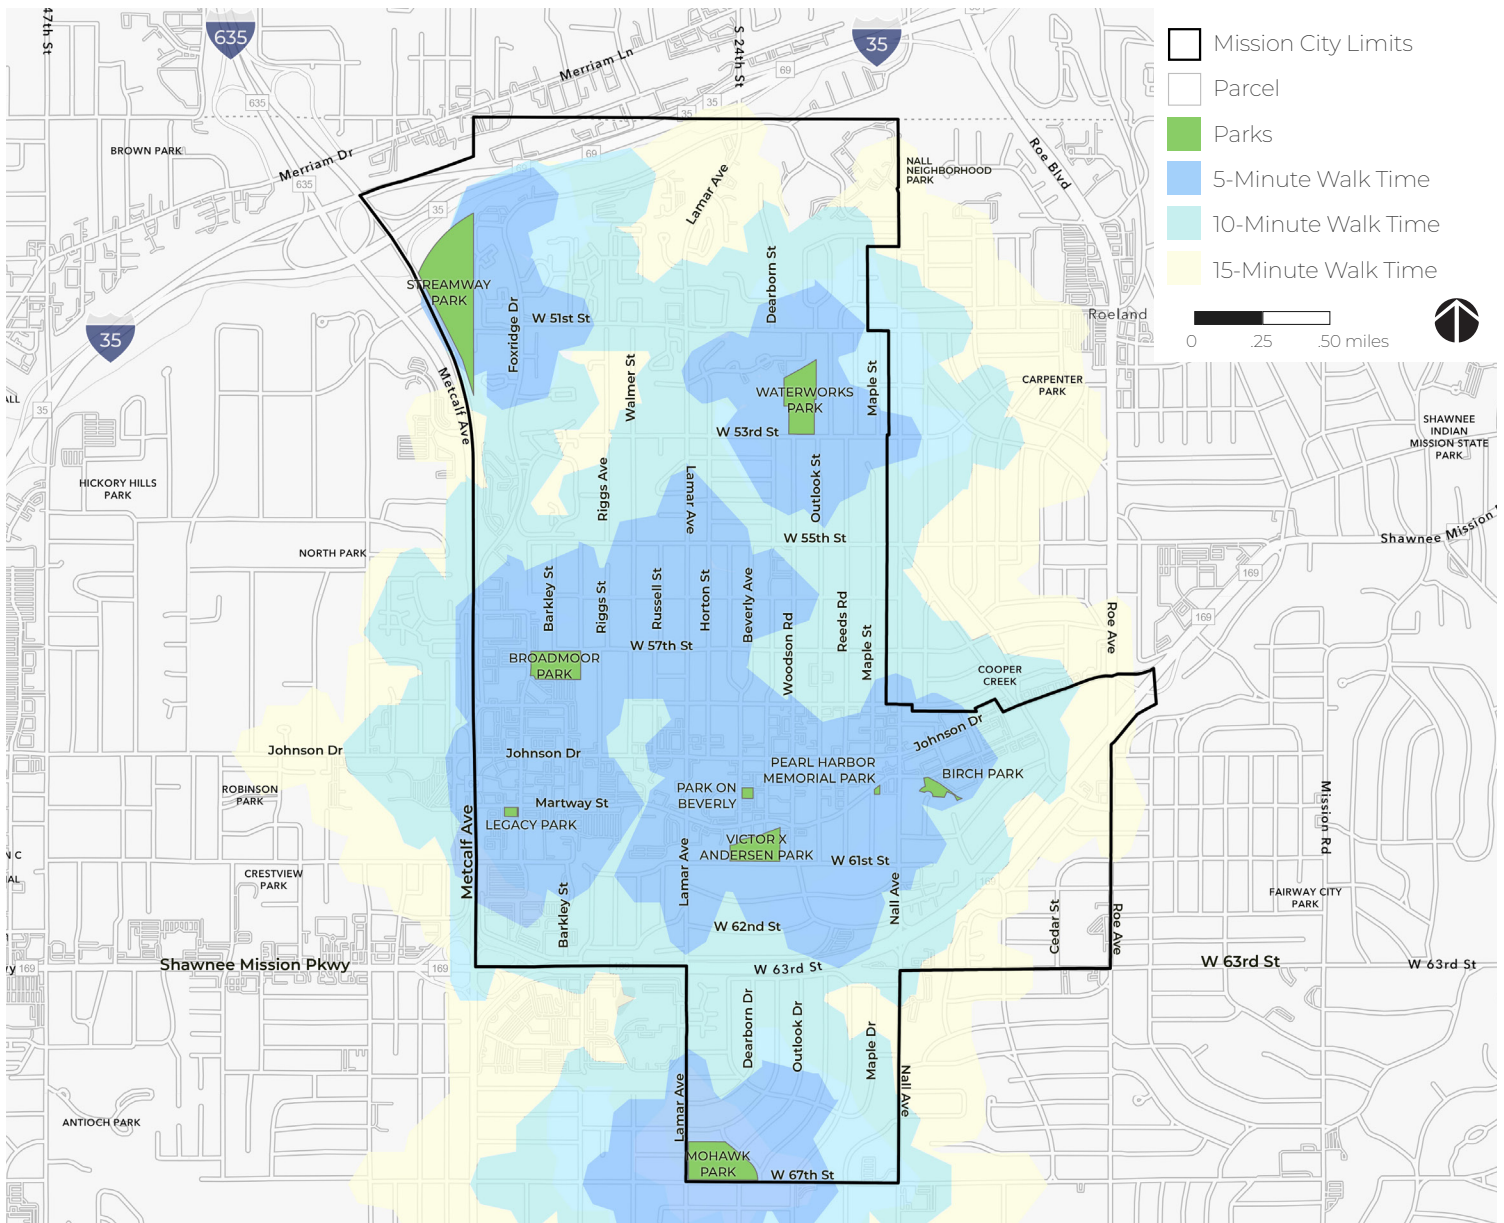 47th St
635
S 24th St
35
Merriam Ln
69
635
35
35
Mission City Limits
Parcel
Parks
5-Minute Walk Time
10-Minute Walk Time
15-Minute Walk Time
0 .25 .50 miles
BROWN PARK
Merriam Dr
635
69
Lamar Ave
NALL
NEIGHBORHOOD
PARK
Roe Blvd
35
STREAMWAY
PARK
Foxridge Dr
W 51st St
Dearborn St
Roeland
35
Metcalf Ave
Walmer St
WATERWORKS
PARK
Maple St
CARPENTER
PARK
ALL
35
W 53rd St
SHAWNEE
INDIAN
MISSION STATE
PARK
HICKORY HILLS
PARK
Riggs Ave
Lamar Ave
Outlook St
W 55th St
Shawnee Mission
NORTH PARK
169
Barkley St
Riggs St
Russell St
Horton St
Beverly Ave
Woodson Rd
Reeds Rd
Maple St
Roe Ave
169
W 57th St
BROADMOOR
PARK
COOPER
CREEK
Johnson Dr
Johnson Dr
Johnson Dr
PEARL HARBOR
MEMORIAL PARK
BIRCH PARK
PARK ON
BEVERLY
ROBINSON
PARK
Martway St
LEGACY PARK
Metcalf Ave
Mission Rd
VICTOR X
ANDERSEN PARK
W 61st St
N C
AL
CRESTVIEW
PARK
Lamar Ave
Nall Ave
FAIRWAY CITY
PARK
Barkley St
W 62nd St
Cedar St
Roe Ave
wy 169
Shawnee Mission Pkwy
169
W 63rd St
W 63rd St
W 63rd St
Dearborn Dr
Outlook Dr
Maple Dr
Nall Ave
Lamar Ave
ANTIOCH PARK
MOHAWK
PARK
W 67th St